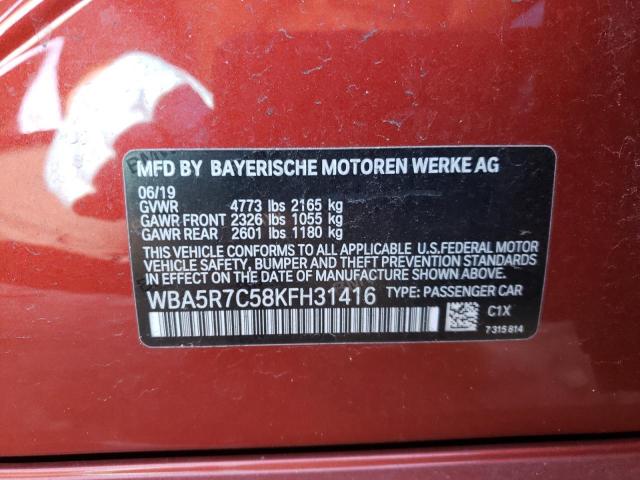 MFD BY BAYERISCHE MOTOREN WERKE AG
06/19
GVWR 4773 lbs 2165 kg
GAWR FRONT 2326 lbs 1055 kg
GAWR REAR 2601 lbs 1180 kg
THIS VEHICLE CONFORMS TO ALL APPLICABLE U.S.FEDERAL MOTOR
VEHICLE SAFETY, BUMPER, AND THEFT PREVENTION STANDARDS IN
EFFECT ON THE DATE OF MANUFACTURE SHOWN ABOVE.
WBA5R7C58KFH31416 TYPE: PASSENGER CAR
C1X
7315814